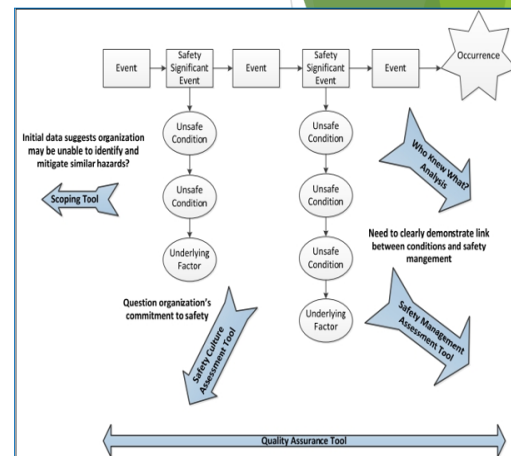 Event
Safety
Significant
Event
Event
Safety
Significant
Event
Event
Occurrence
Unsafe
Condition
Unsafe
Condition
Underlying
Factor
Unsafe
Condition
Unsafe
Condition
Unsafe
Condition
Underlying
Factor
Initial data suggests organization
may be unable to identify and
mitigate similar hazards?
Scoping Tool
Who Knew What?
Analysis
Need to clearly demonstrate link
between conditions and safety
mangement
Question organization's
commitment to safety
Safety Culture
Assessment Tool
Safety Management
Assessment Tool
Quality Assurance Tool